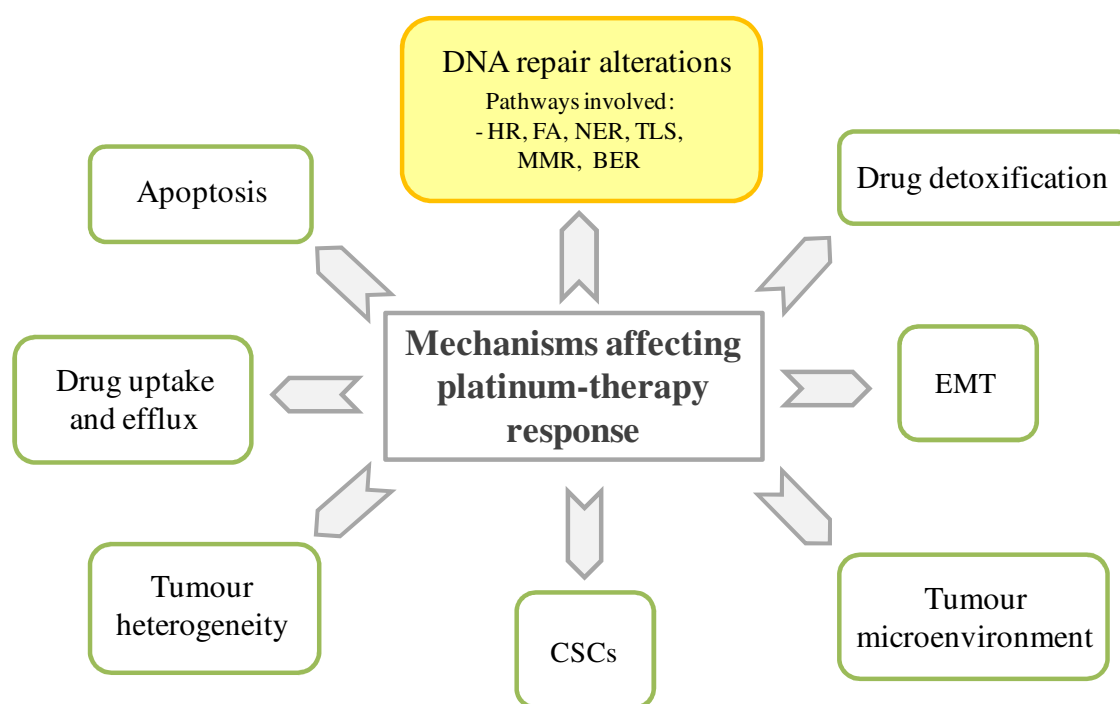 DNA repair alterations
Pathways involved:
- HR, FA, NER, TLS,
MMR, BER
Apoptosis
Drug detoxification
Mechanisms affecting
platinum-therapy
response
Drug uptake
and efflux
EMT
Tumour
heterogeneity
CSCs
Tumour
microenvironment